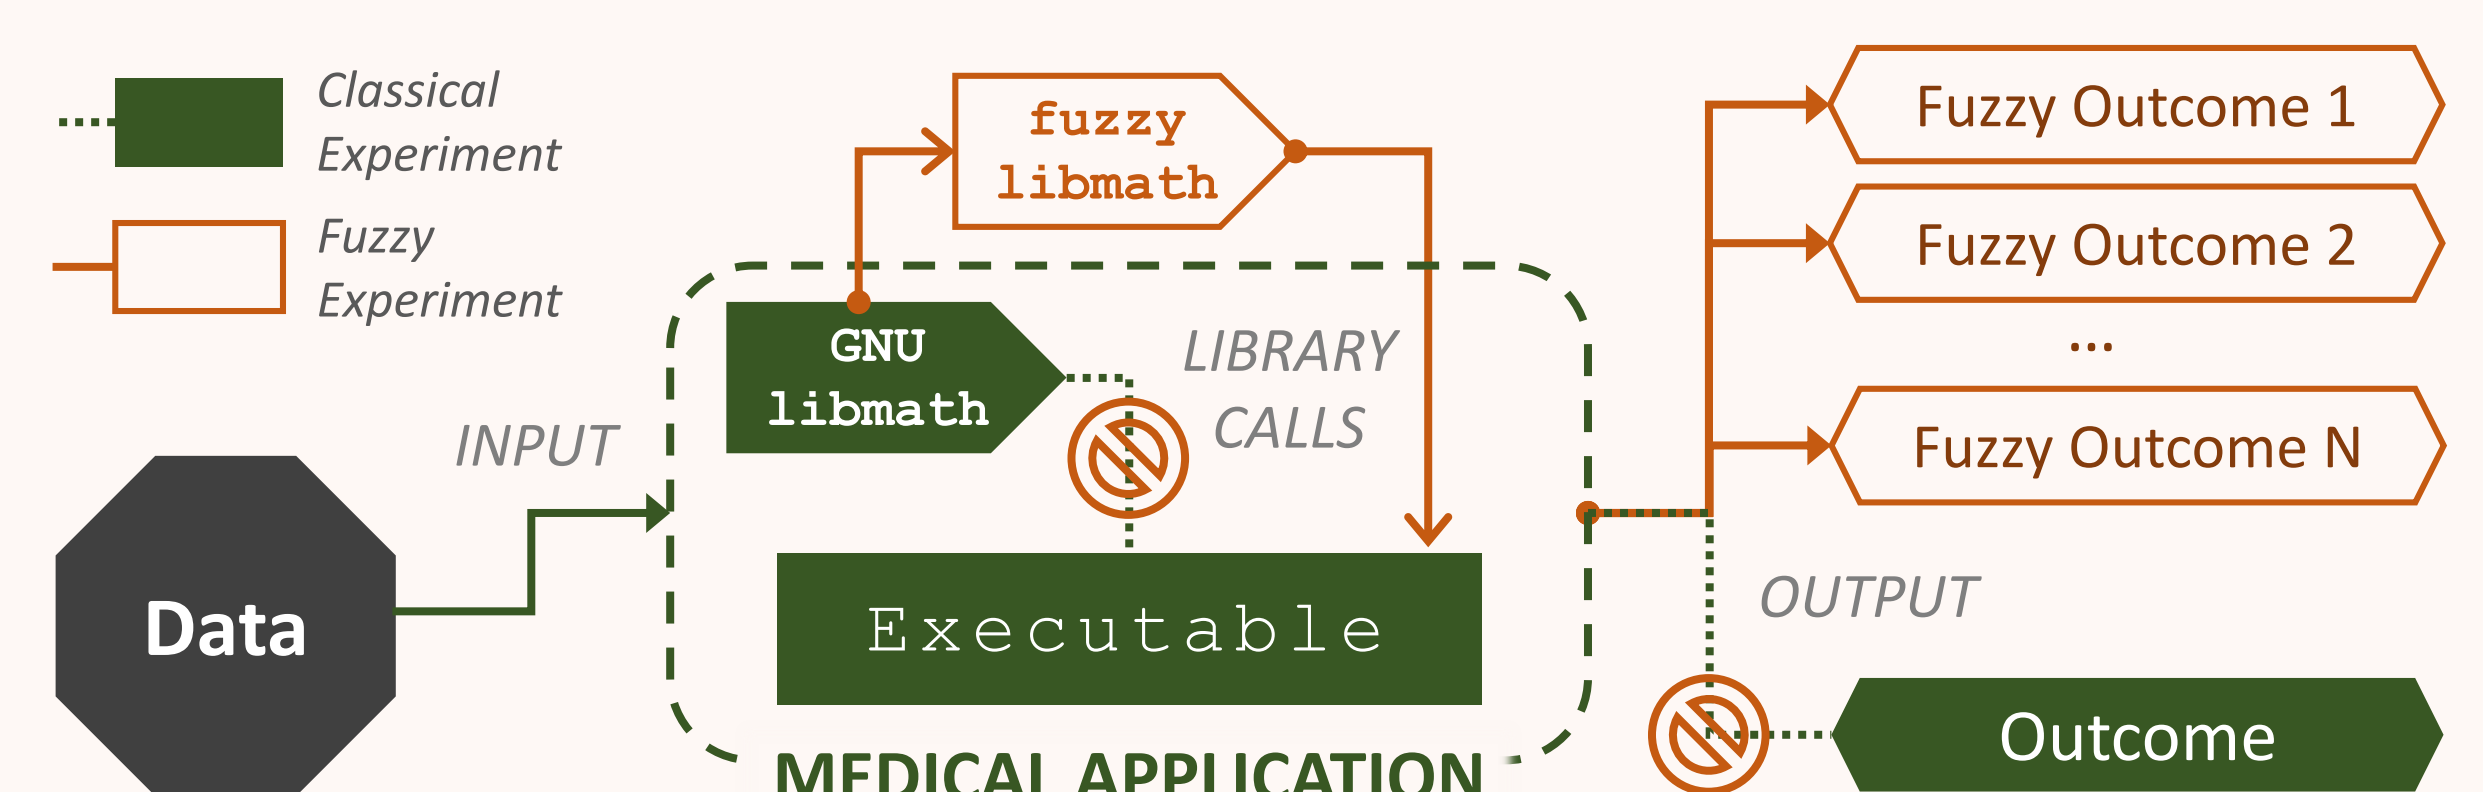 Classical
Experiment
Fuzzy
Experiment
fuzzy
libmath
GNU
libmath
LIBRARY
CALLS
INPUT
Data
Executable
MEDICAL APPLICATION
Fuzzy Outcome 1
Fuzzy Outcome 2
...
Fuzzy Outcome N
OUTPUT
Outcome